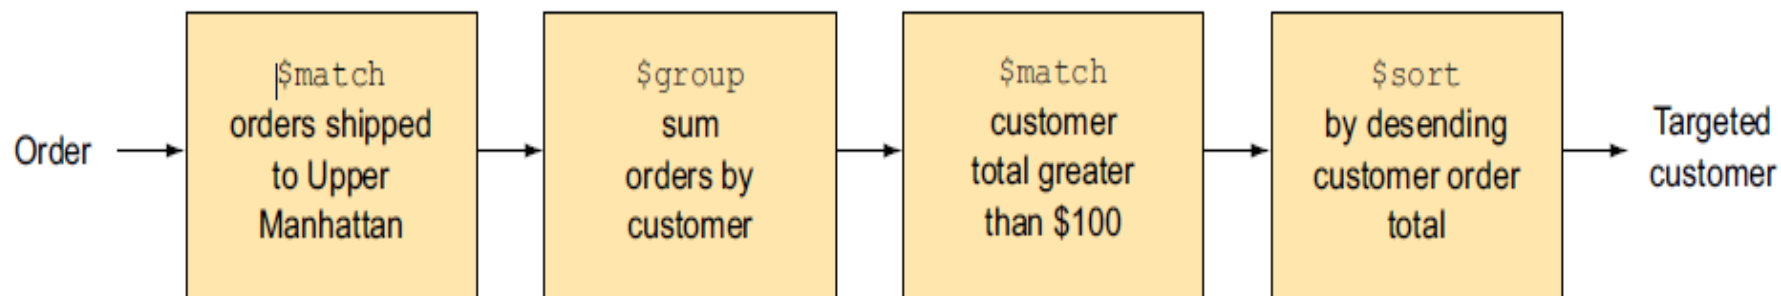 Order
$match
orders shipped
to Upper
Manhattan
$group
sum
orders by
customer
$match
customer
total greater
than $100
$sort
by desending
customer order
total
Targeted
customer